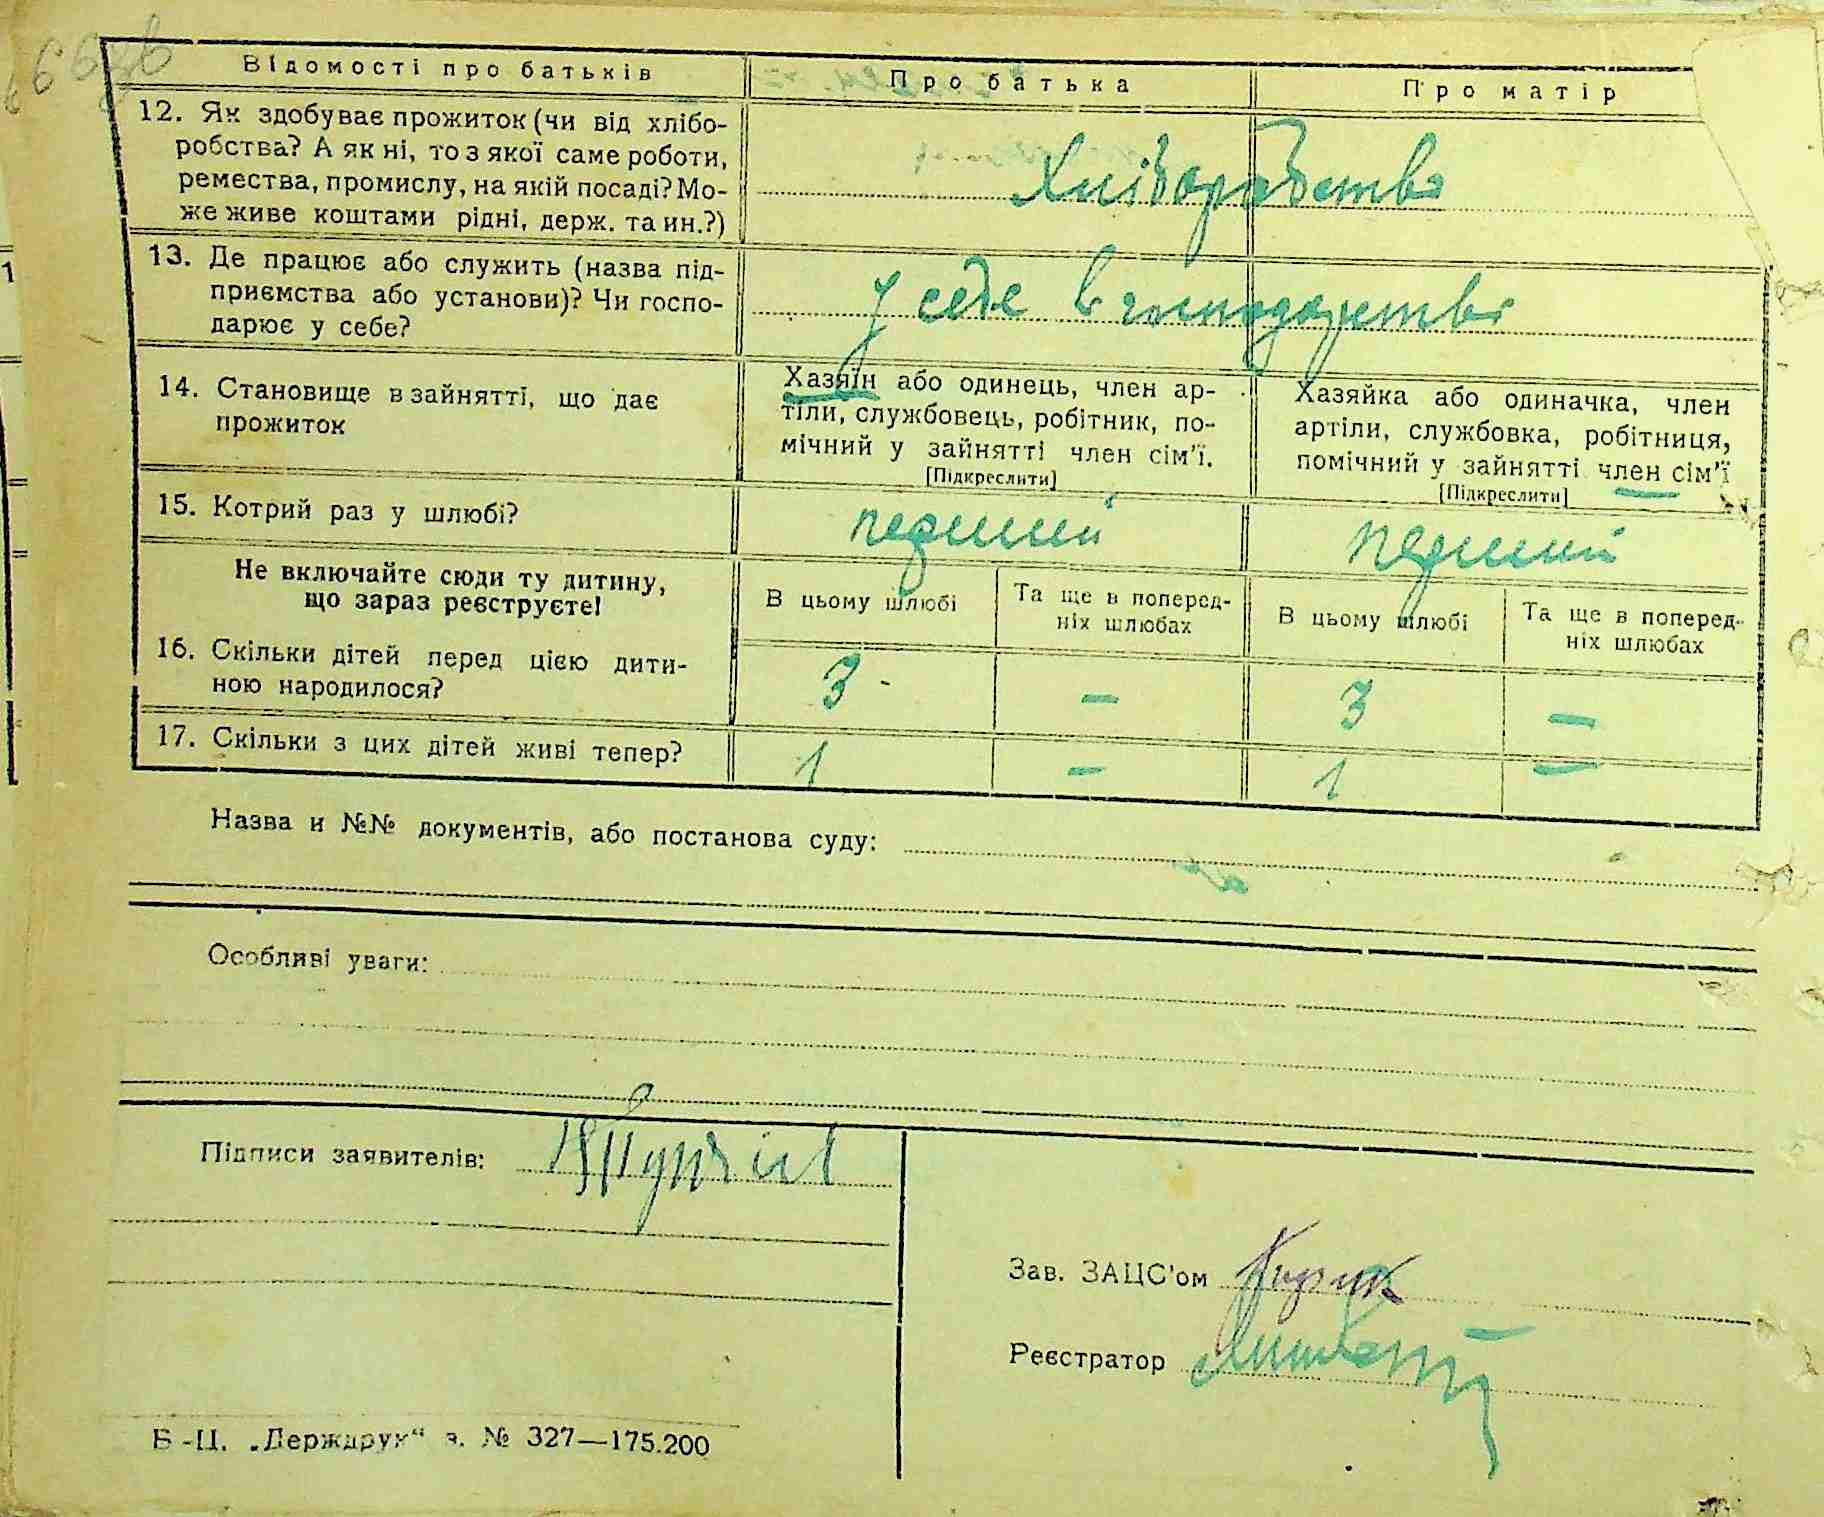 Відомості про батьків
Про батька
Про матір
12. Як здобуває прожиток (чи від хлібо-
робства? А як ні, то з якої саме роботи,
ремества, промислу, на якій посаді? Мо-
же живе коштами рідні, держ. та ин.?)
Хліборобство
13. Де працює або служить (назва під-
приємства або установи)? Чи госпо-
дарює у себе?
у себе в господарстві
14. Становище в зайнятті, що дає
прожиток
Хазяїн або одинець, член ар-
тіли, службовець, робітник, по-
мічний у зайнятті член сім'ї.
[Підкреслити]
Хазяйка або одиначка, член
артіли, службовка, робітниця,
помічний у зайнятті член сім'ї
[Підкреслити]
15. Котрий раз у шлюбі?
перший
перший
Не включайте сюди ту дитину,
що зараз реєструєте!
В цьому шлюбі
Та ще в поперед-
ніх шлюбах
В цьому шлюбі
Та ще в поперед-
ніх шлюбах
16. Скільки дітей перед цією дити-
ною народилося?
3 — 3 —
17. Скільки з цих дітей живі тепер?
1 — 1 —
Назва и №№ документів, або постанова суду:
Особливі уваги:
Підписи заявителів:
Зав. ЗАЦС'ом
Реєстратор
Б-Ц. „Держдрук“ з. № 327—175.200